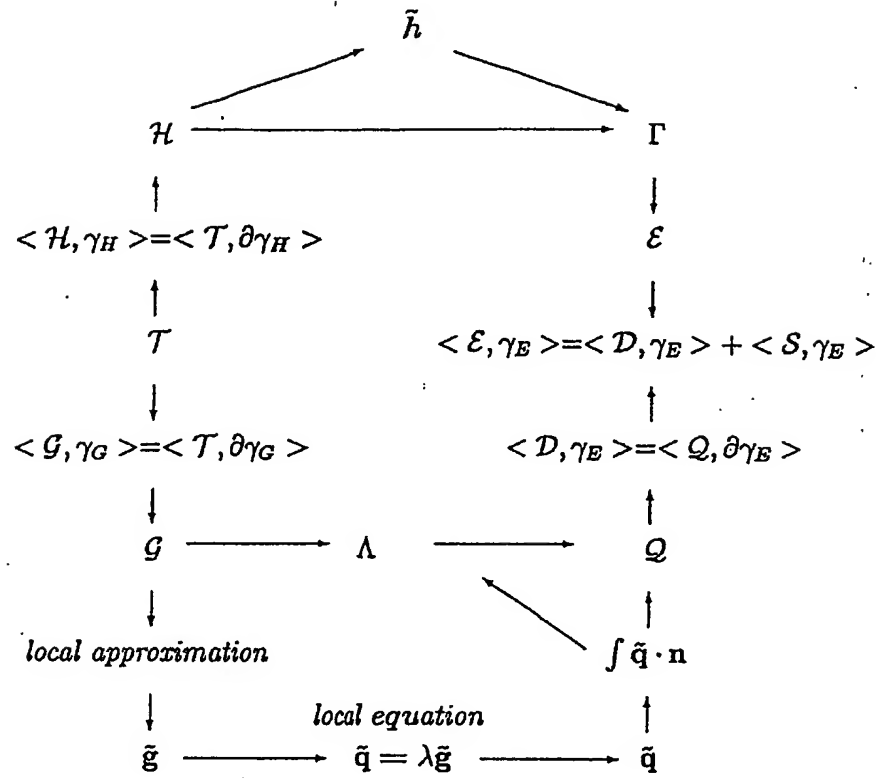 h̃
ℋ Γ
< ℋ, γ_H >=< 𝒯, ∂γ_H > ℰ
𝒯 < ℰ, γ_E >=< 𝒟, γ_E > + < 𝒮, γ_E >
< 𝒢, γ_G >=< 𝒯, ∂γ_G > < 𝒟, γ_E >=< 𝒬, ∂γ_E >
𝒢 Λ 𝒬
local approximation ∫ q̃ · n
local equation
g̃ q̃ = λg̃ q̃